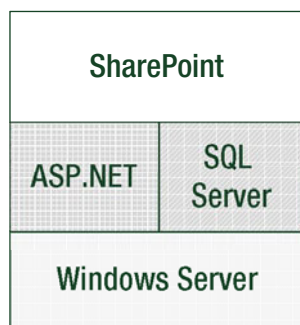 SharePoint
ASP.NET
SQL
Server
Windows Server